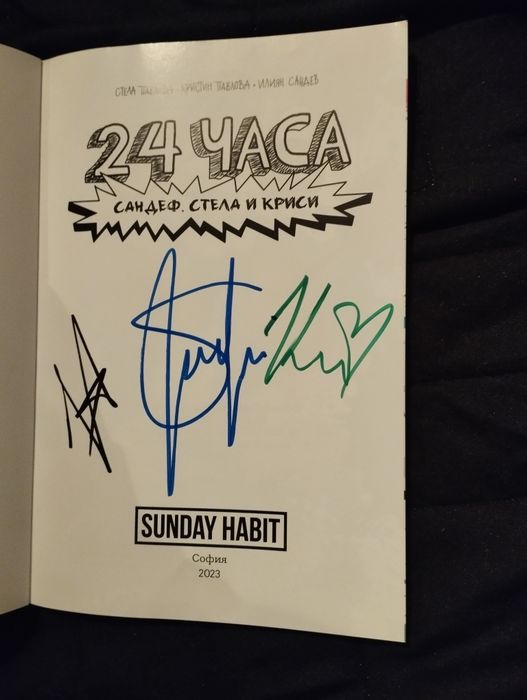 СТЕЛА ПАВЛОВА • КРИСТИН ПАВЛОВА • ИЛИЯН САНДЕВ
24 ЧАСА
САНДЕФ, СТЕЛА И КРИСИ
SUNDAY HABIT
София
2023